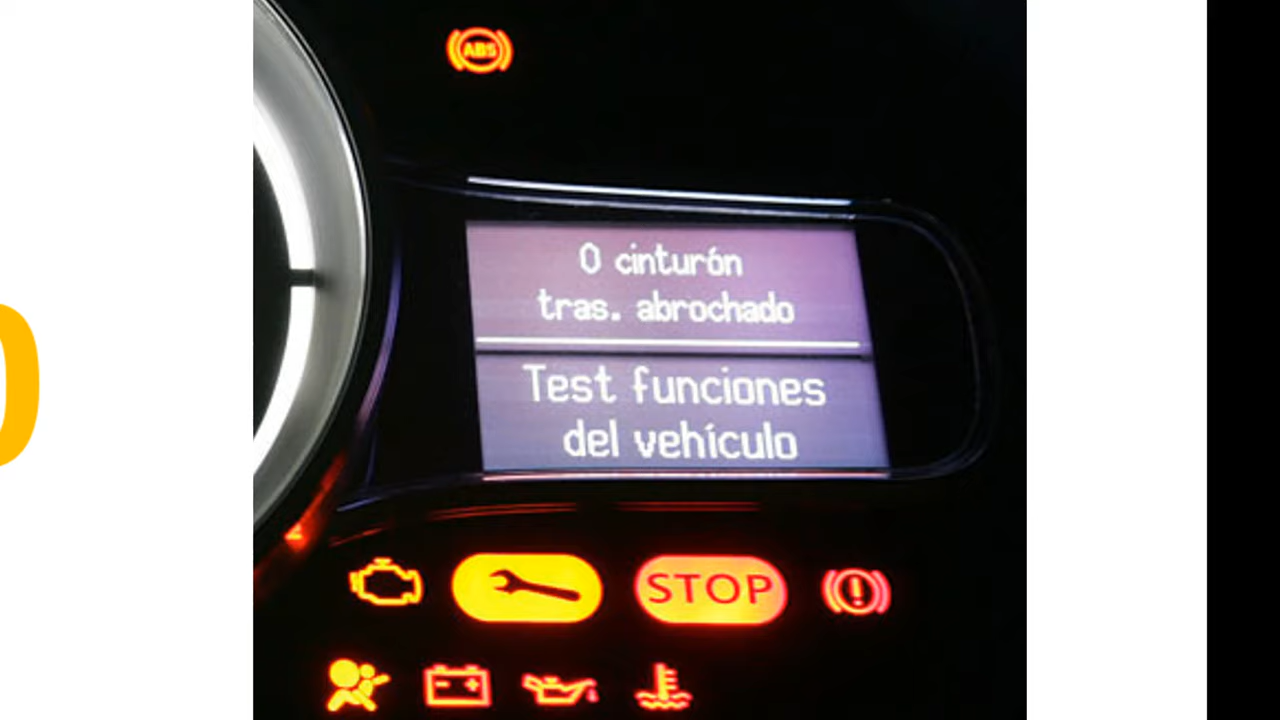 ABS
0 cinturón
tras. abrochado
Test funciones
del vehículo
STOP